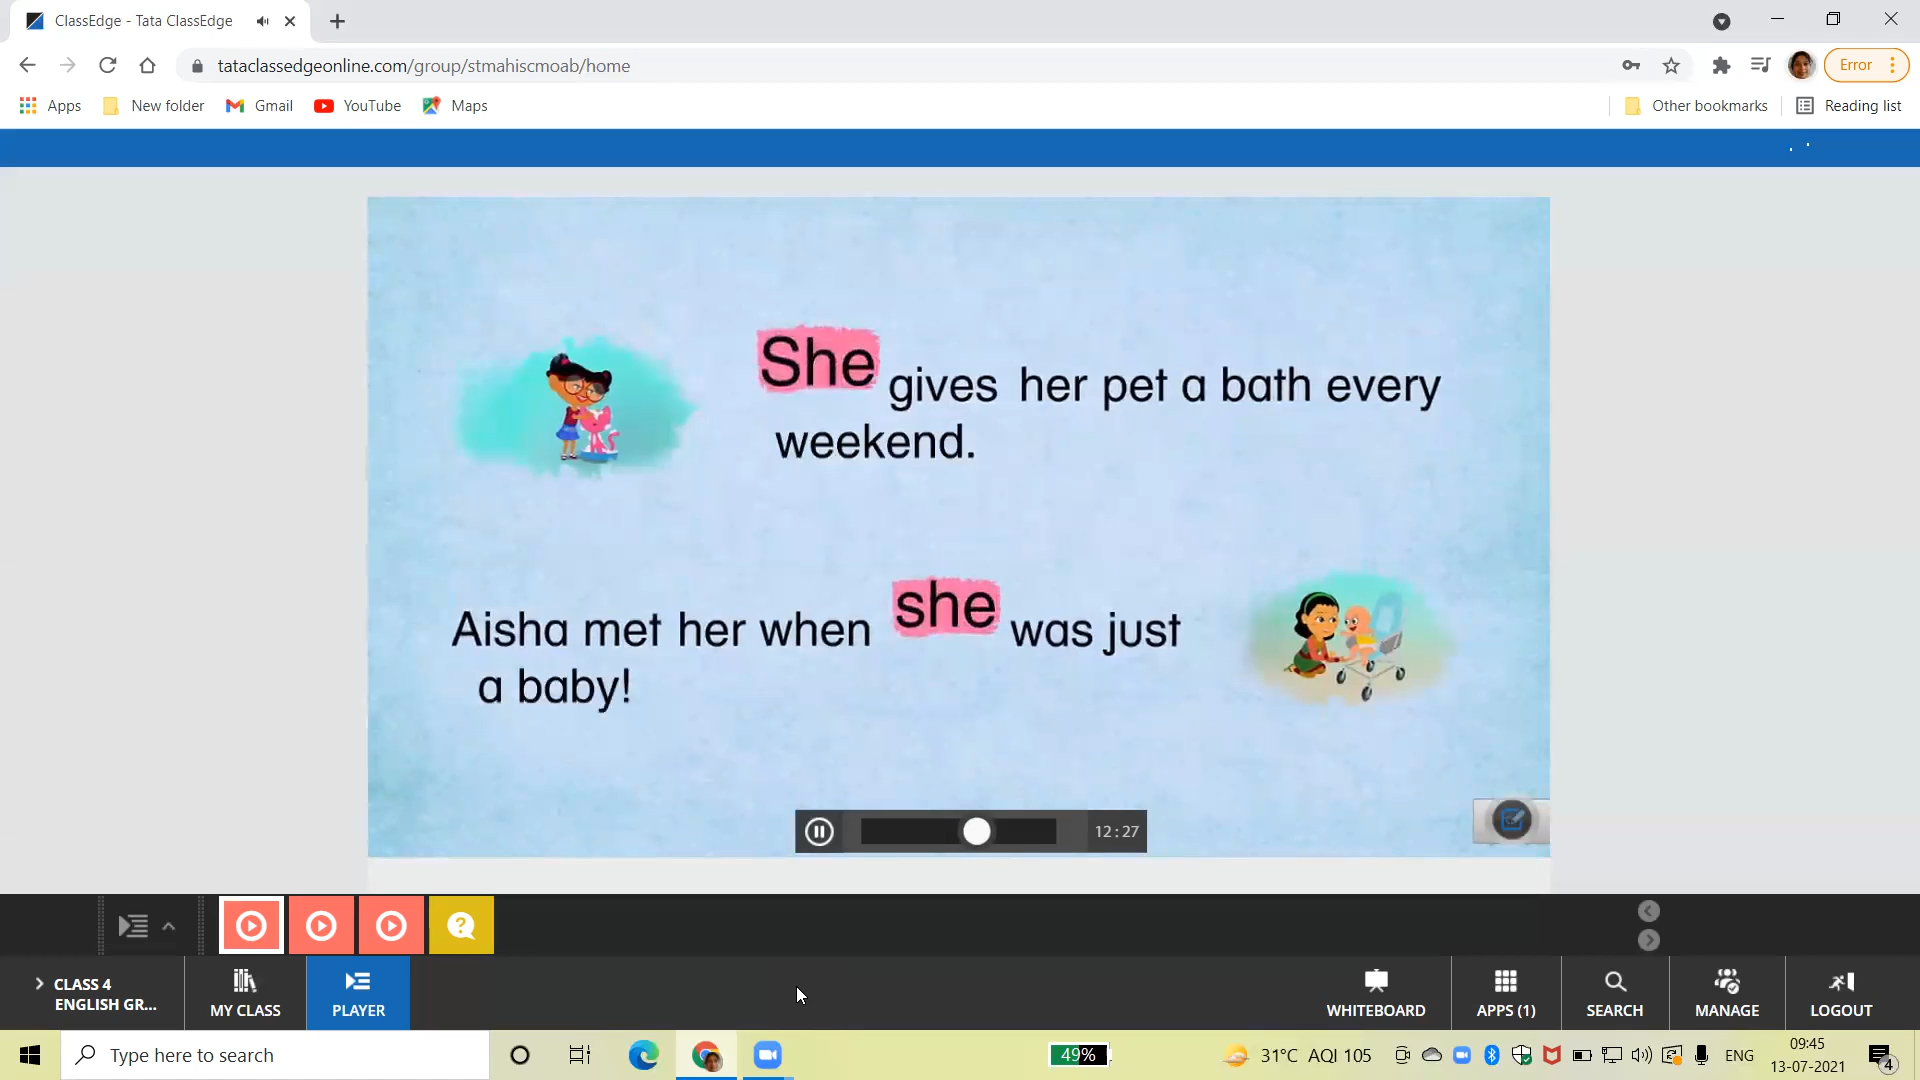 ClassEdge - Tata ClassEdge
tataclassedgeonline.com/group/stmahiscmoab/home
Error
Apps
New folder
Gmail
YouTube
Maps
Other bookmarks
Reading list
She gives her pet a bath every
weekend.
Aisha met her when she was just
a baby!
12:27
CLASS 4
ENGLISH GR...
MY CLASS
PLAYER
WHITEBOARD
APPS (1)
SEARCH
MANAGE
LOGOUT
Type here to search
49%
31°C AQI 105
ENG
09:45
13-07-2021
4